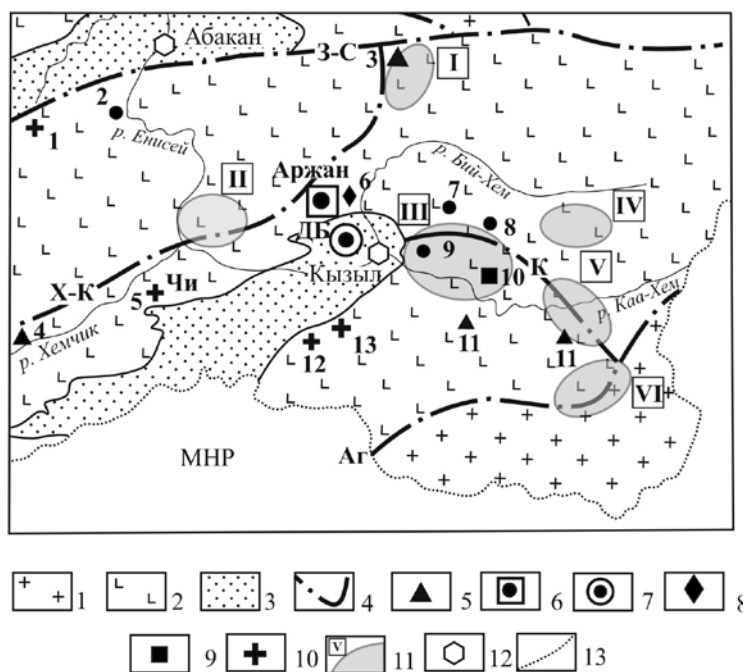 Абакан
З-С
3
I
2
1
р. Енисей
р. Бий-Хем
II
Аржан
6
7
III
IV
8
ДБ
9
К
V
Кызыл
10
Х-К
Чи
5
р. Каа-Хем
4
11
11
р. Хемчик
12
13
VI
МНР
Аг
1 2 3 4 5 6 7 8
9 10 V 11 12 13